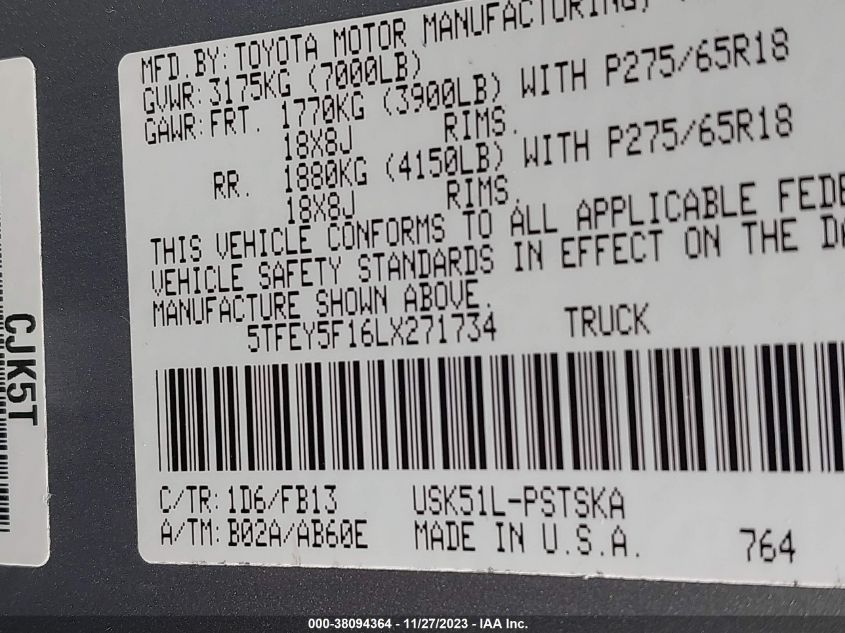 MFD.BY:TOYOTA MOTOR MANUFACTURING,
GVWR:3175KG (7000LB)
GAWR:FRT. 1770KG (3900LB) WITH P275/65R18
18X8J RIMS.
RR. 1880KG (4150LB) WITH P275/65R18
18X8J RIMS.
THIS VEHICLE CONFORMS TO ALL APPLICABLE FEDE
VEHICLE SAFETY STANDARDS IN EFFECT ON THE DA
MANUFACTURE SHOWN ABOVE.
5TFEY5F16LX271734 TRUCK
CJK5T
C/TR:1D6/FB13 USK51L-PSTSKA
A/TM:B02A/AB60E MADE IN U.S.A. 764
000-38094364 - 11/27/2023 - IAA Inc.